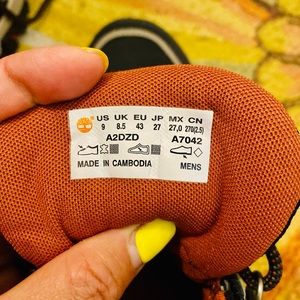 US UK EU JP MX CN
9 8.5 43 27 27,0 270(2.5)
A2DZD A7042
MADE IN CAMBODIA MENS